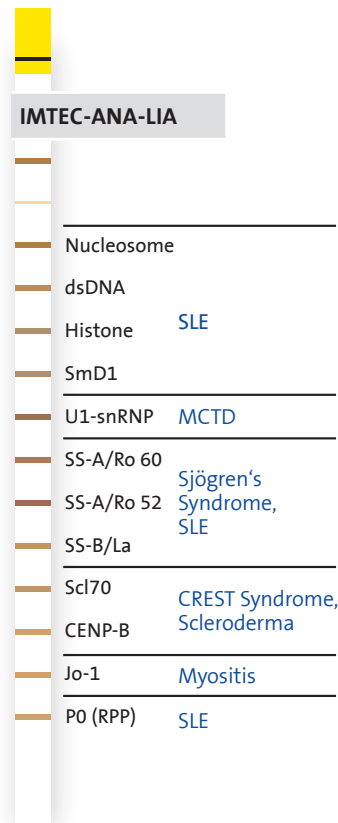 IMTEC-ANA-LIA
Nucleosome
dsDNA
Histone
SLE
SmD1
U1-snRNP MCTD
SS-A/Ro 60
SS-A/Ro 52
SS-B/La
Sjögren‘s
Syndrome,
SLE
Scl70
CENP-B
CREST Syndrome,
Scleroderma
Jo-1 Myositis
P0 (RPP) SLE